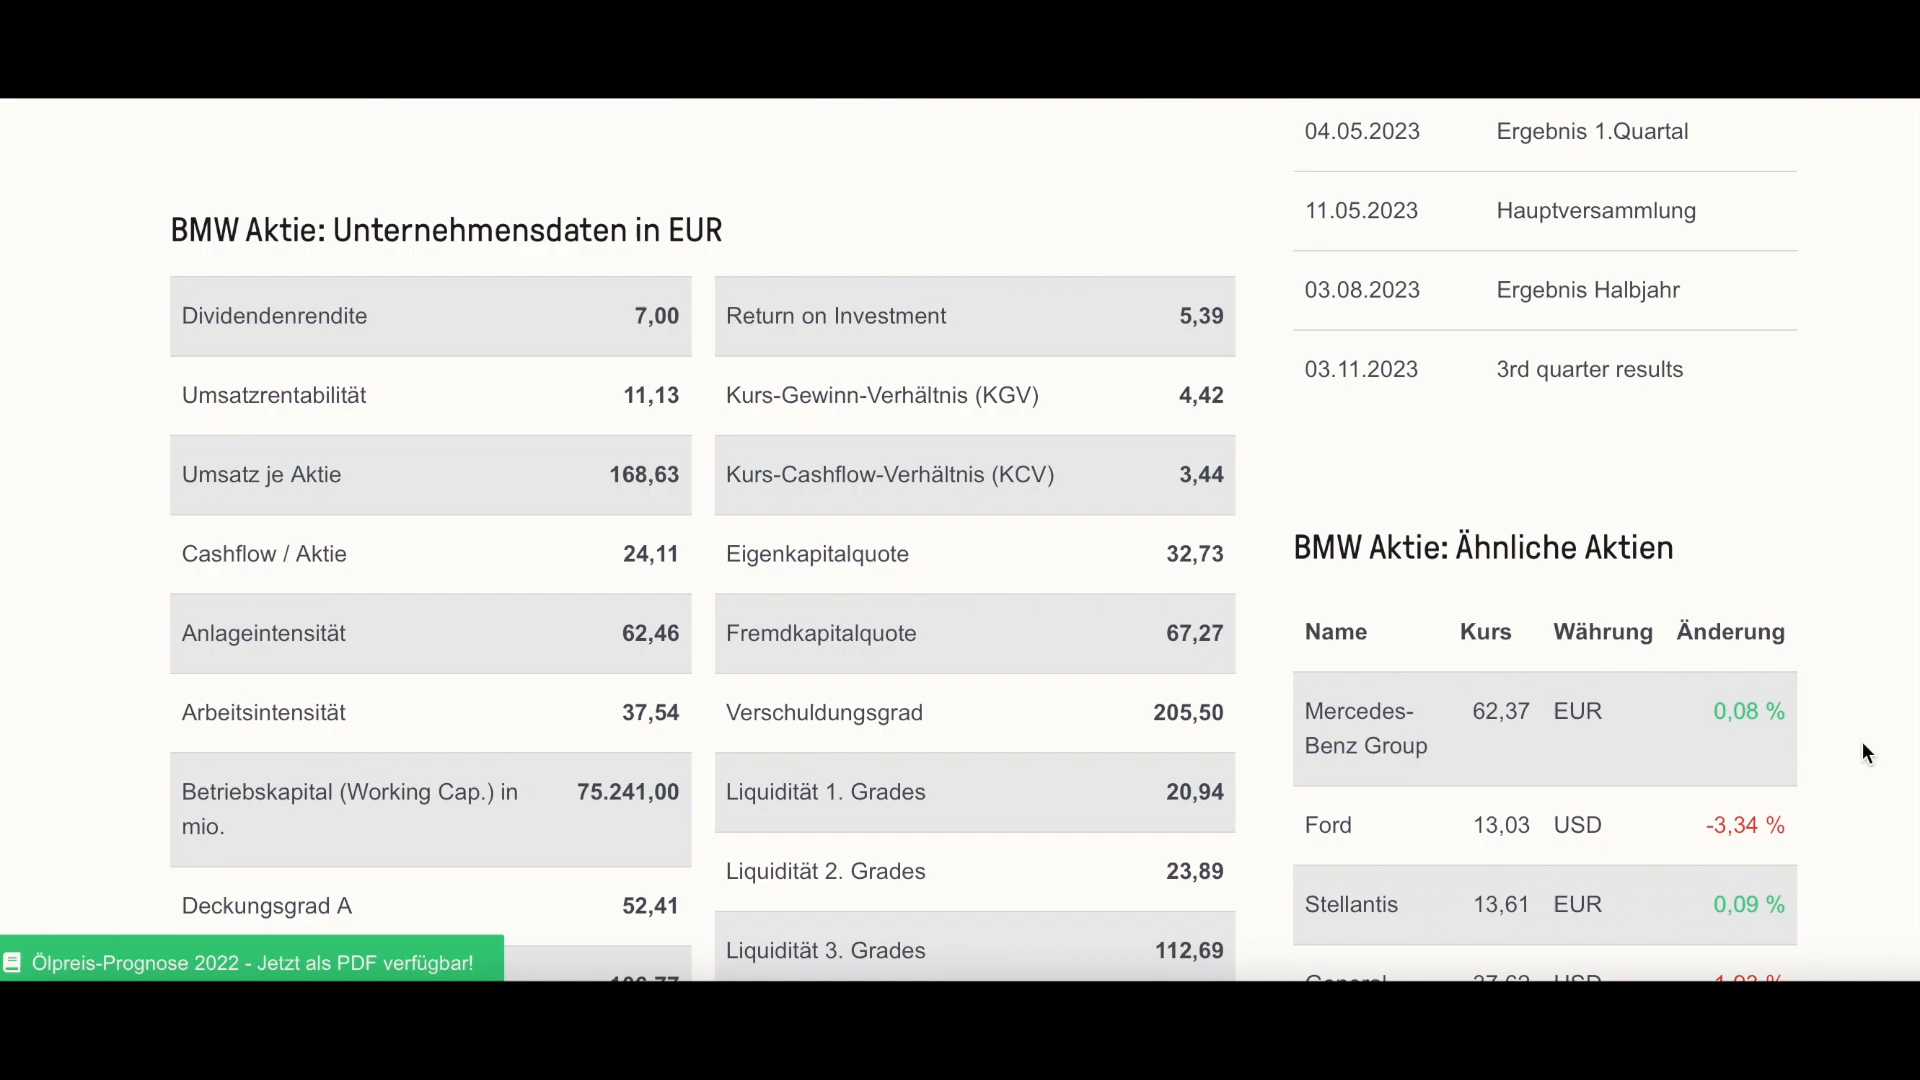 04.05.2023 Ergebnis 1.Quartal
11.05.2023 Hauptversammlung
03.08.2023 Ergebnis Halbjahr
03.11.2023 3rd quarter results
BMW Aktie: Unternehmensdaten in EUR
Dividendenrendite 7,00
Umsatzrentabilität 11,13
Umsatz je Aktie 168,63
Cashflow / Aktie 24,11
Anlageintensität 62,46
Arbeitsintensität 37,54
Betriebskapital (Working Cap.) in 75.241,00
mio.
Deckungsgrad A 52,41
Return on Investment 5,39
Kurs-Gewinn-Verhältnis (KGV) 4,42
Kurs-Cashflow-Verhältnis (KCV) 3,44
Eigenkapitalquote 32,73
Fremdkapitalquote 67,27
Verschuldungsgrad 205,50
Liquidität 1. Grades 20,94
Liquidität 2. Grades 23,89
Liquidität 3. Grades 112,69
BMW Aktie: Ähnliche Aktien
Name Kurs Währung Änderung
Mercedes- 62,37 EUR 0,08 %
Benz Group
Ford 13,03 USD -3,34 %
Stellantis 13,61 EUR 0,09 %
General USD
Ölpreis-Prognose 2022 - Jetzt als PDF verfügbar!